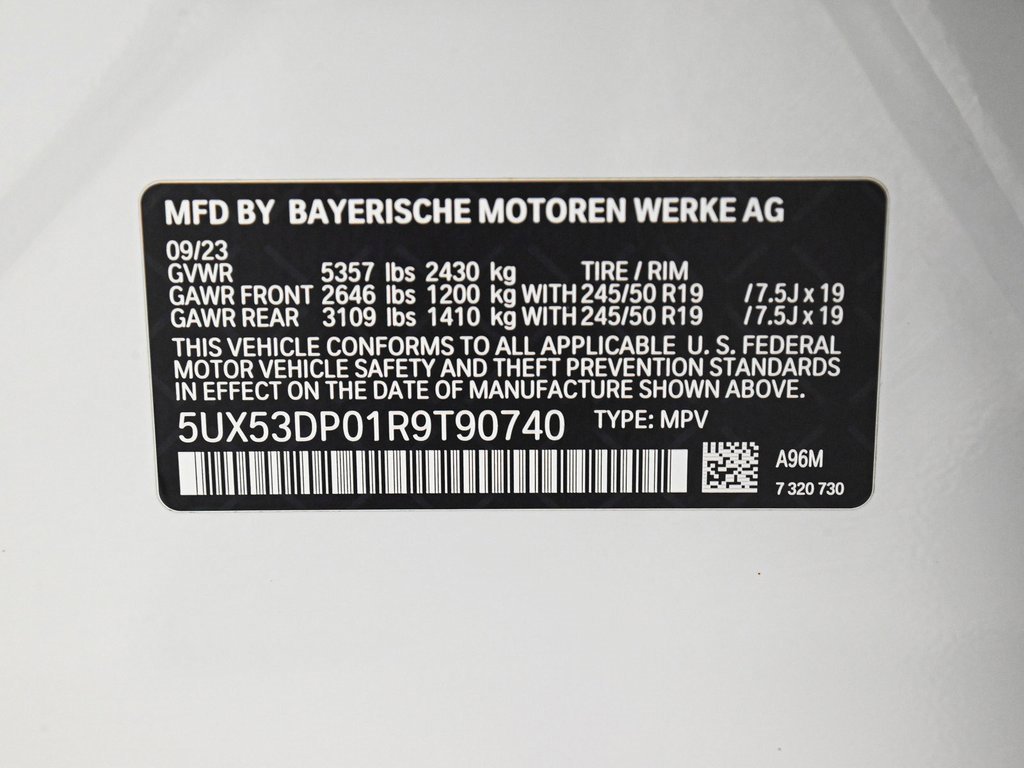 MFD BY BAYERISCHE MOTOREN WERKE AG
09/23
GVWR 5357 lbs 2430 kg TIRE / RIM
GAWR FRONT 2646 lbs 1200 kg WITH 245/50 R19 /7.5J x 19
GAWR REAR 3109 lbs 1410 kg WITH 245/50 R19 /7.5J x 19
THIS VEHICLE CONFORMS TO ALL APPLICABLE U. S. FEDERAL
MOTOR VEHICLE SAFETY AND THEFT PREVENTION STANDARDS
IN EFFECT ON THE DATE OF MANUFACTURE SHOWN ABOVE.
5UX53DP01R9T90740 TYPE: MPV
A96M
7 320 730